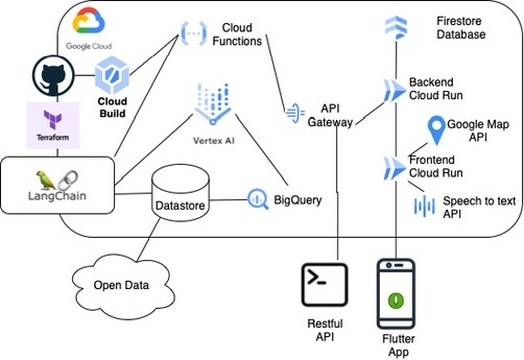 Google Cloud
Cloud
Functions
Firestore
Database
Cloud
Build
Backend
Cloud Run
API
Gateway
Google Map
API
Terraform
Vertex AI
Frontend
Cloud Run
LangChain
Datastore
BigQuery
Speech to text
API
Open Data
Restful
API
Flutter
App